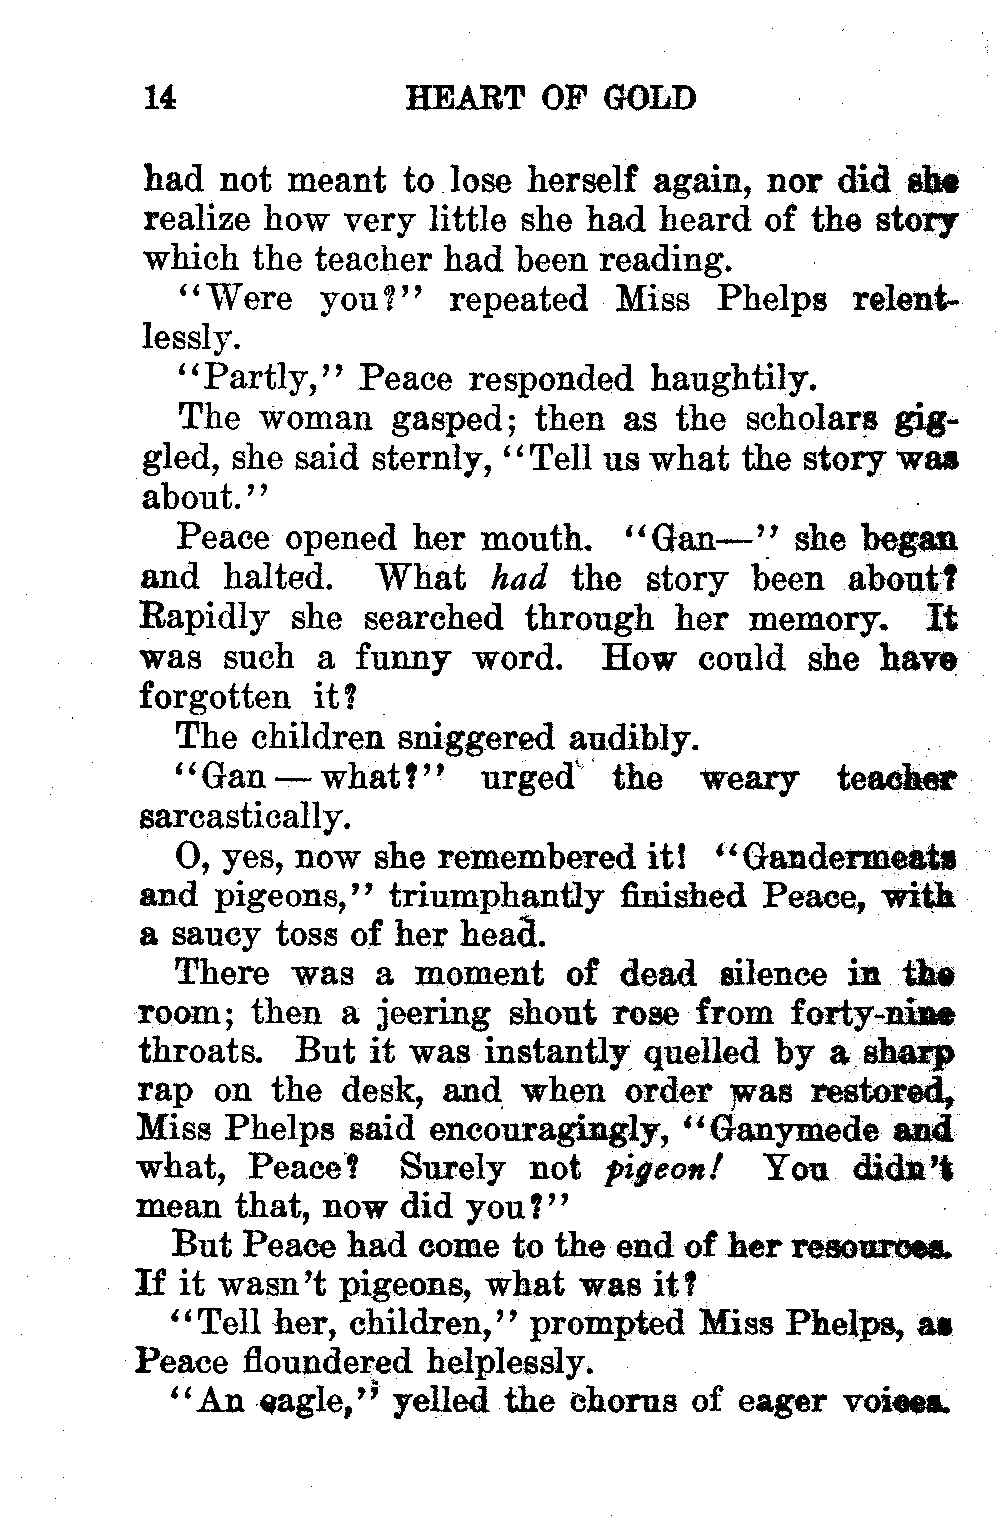 14 HEART OF GOLD
had not meant to lose herself again, nor did she
realize how very little she had heard of the story
which the teacher had been reading.
"Were you?" repeated Miss Phelps relent-
lessly.
"Partly," Peace responded haughtily.
The woman gasped; then as the scholars gig-
gled, she said sternly, "Tell us what the story was
about."
Peace opened her mouth. "Gan—" she began
and halted. What had the story been about?
Rapidly she searched through her memory. It
was such a funny word. How could she have
forgotten it?
The children sniggered audibly.
"Gan — what?" urged the weary teacher
sarcastically.
O, yes, now she remembered it! "Gandermeats
and pigeons," triumphantly finished Peace, with
a saucy toss of her head.
There was a moment of dead silence in the
room; then a jeering shout rose from forty-nine
throats. But it was instantly quelled by a sharp
rap on the desk, and when order was restored,
Miss Phelps said encouragingly, "Ganymede and
what, Peace? Surely not pigeon! You didn't
mean that, now did you?"
But Peace had come to the end of her resources.
If it wasn't pigeons, what was it?
"Tell her, children," prompted Miss Phelps, as
Peace floundered helplessly.
"An eagle," yelled the chorus of eager voices.